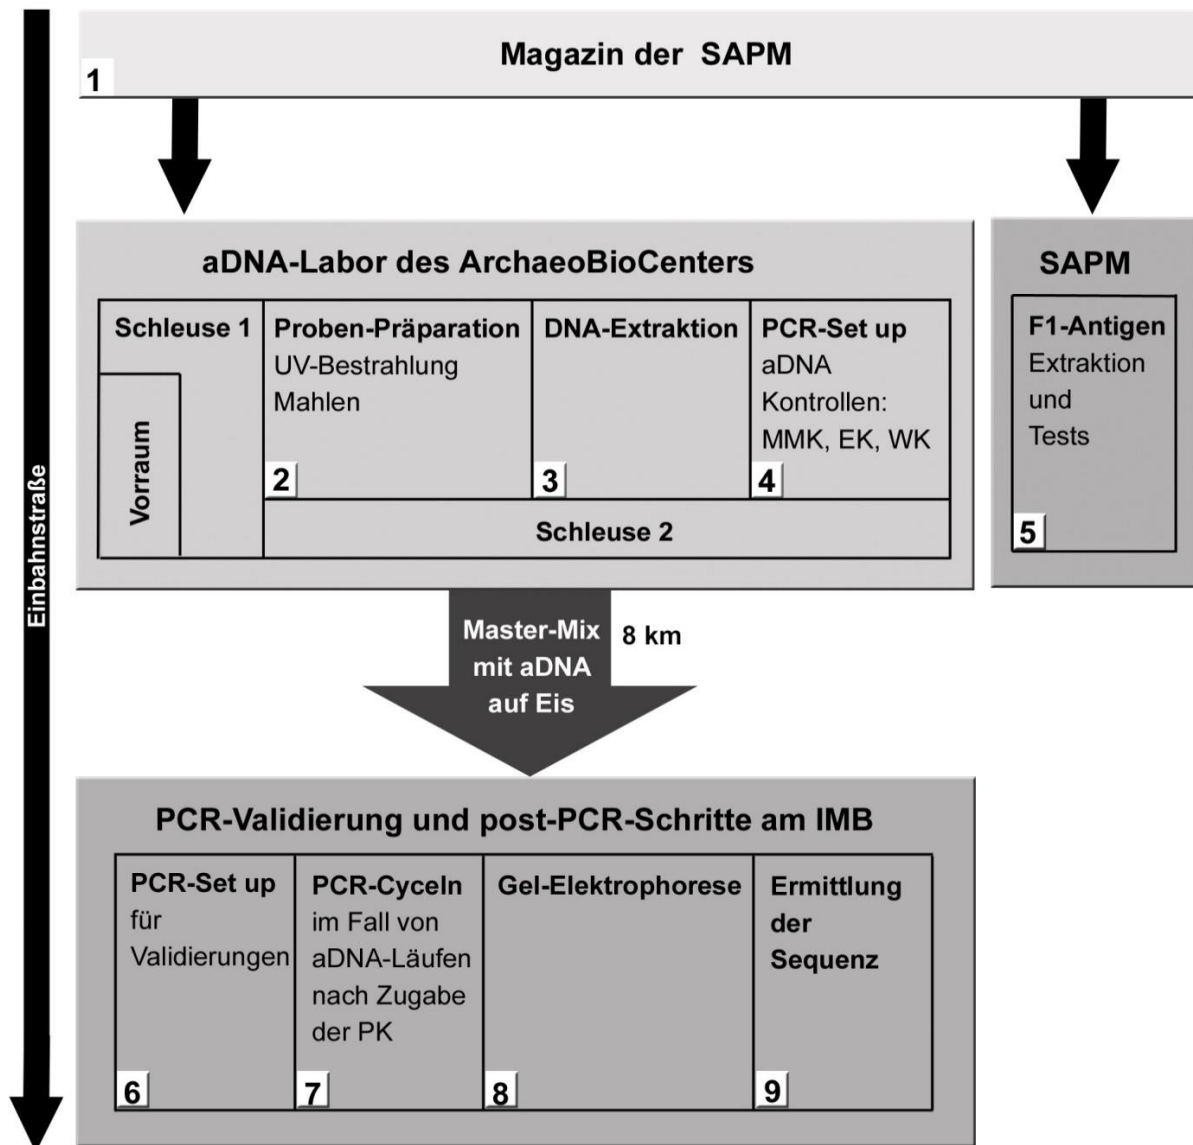 Einbahnstraße
Magazin der SAPM
1
aDNA-Labor des ArchaeoBioCenters
Schleuse 1
Vorraum
Proben-Präparation
UV-Bestrahlung
Mahlen
2
DNA-Extraktion
3
PCR-Set up
aDNA
Kontrollen:
MMK, EK, WK
4
Schleuse 2
SAPM
F1-Antigen
Extraktion
und
Tests
5
Master-Mix
mit aDNA
auf Eis
8 km
PCR-Validierung und post-PCR-Schritte am IMB
PCR-Set up
für
Validierungen
6
PCR-Cyceln
im Fall von
aDNA-Läufen
nach Zugabe
der PK
7
Gel-Elektrophorese
8
Ermittlung
der
Sequenz
9